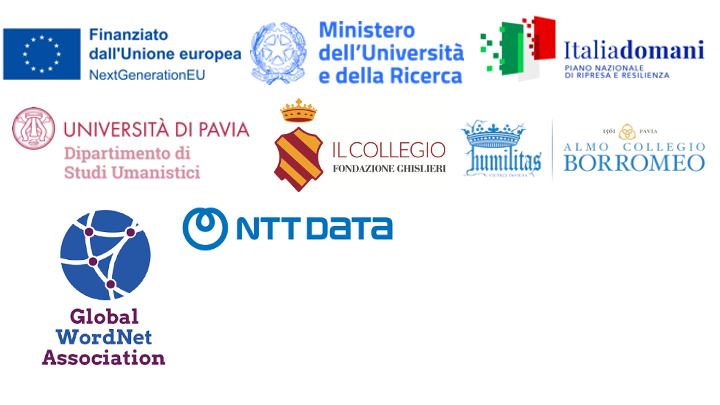 Finanziato
dall'Unione europea
NextGenerationEU
Ministero
dell'Università
e della Ricerca
Italiadomani
PIANO NAZIONALE
DI RIPRESA E RESILIENZA
UNIVERSITÀ DI PAVIA
Dipartimento di
Studi Umanistici
IL COLLEGIO
FONDAZIONE GHISLIERI
humilitas
1561 PAVIA
ALMO COLLEGIO
BORROMEO
NTT DATA
Global
WordNet
Association